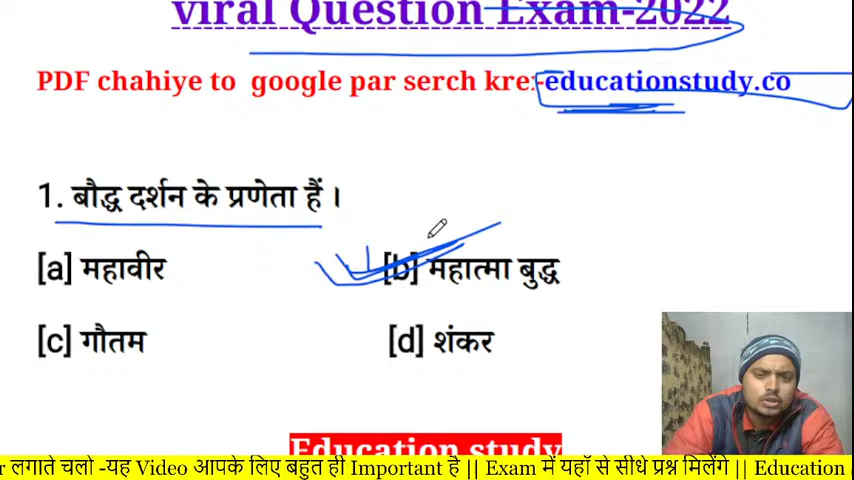 viral Question Exam-2022
PDF chahiye to google par serch kre:-educationstudy.co
1. बौद्ध दर्शन के प्रणेता हैं ।
[a] महावीर [b] महात्मा बुद्ध
[c] गौतम [d] शंकर
Education study
r लगाते चलो -यह Video आपके लिए बहुत ही Important है || Exam में यहाँ से सीधे प्रश्न मिलेंगे || Education